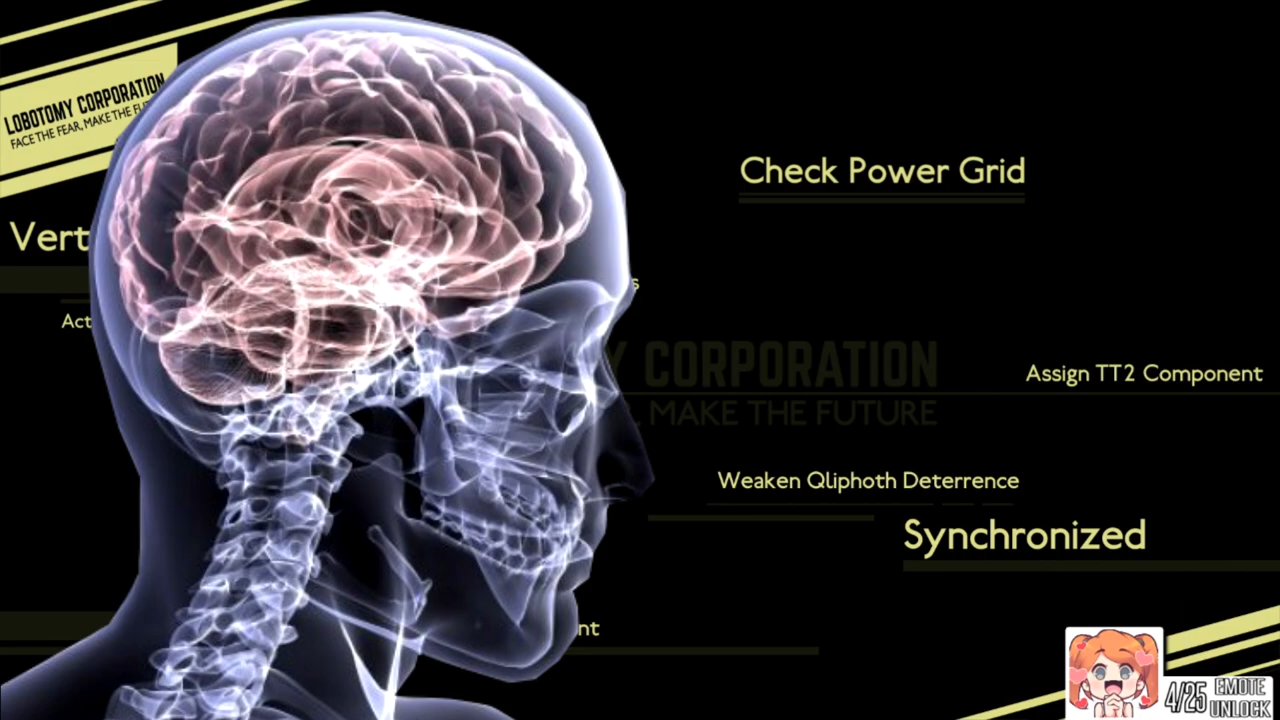 LOBOTOMY CORPORATION
FACE THE FEAR, MAKE THE FU
Check Power Grid
Vert
s
Act
Y CORPORATION
, MAKE THE FUTURE
Assign TT2 Component
Weaken Qliphoth Deterrence
Synchronized
nt
4/25
EMOTE
UNLOCK